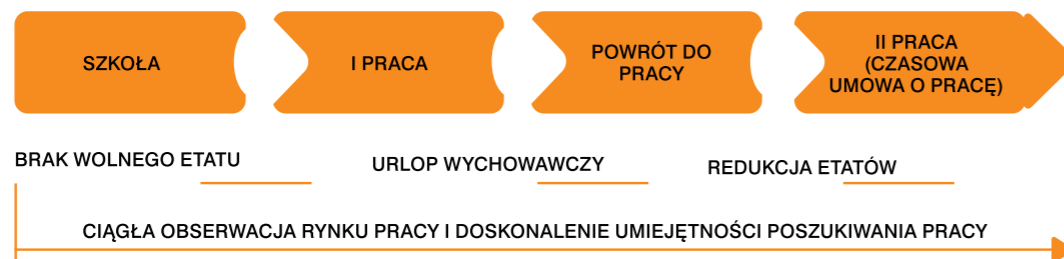 SZKOŁA
I PRACA
POWRÓT DO
PRACY
II PRACA
(CZASOWA
UMOWA O PRACĘ)
BRAK WOLNEGO ETATU
URLOP WYCHOWAWCZY
REDUKCJA ETATÓW
CIĄGŁA OBSERWACJA RYNKU PRACY I DOSKONALENIE UMIEJĘTNOŚCI POSZUKIWANIA PRACY